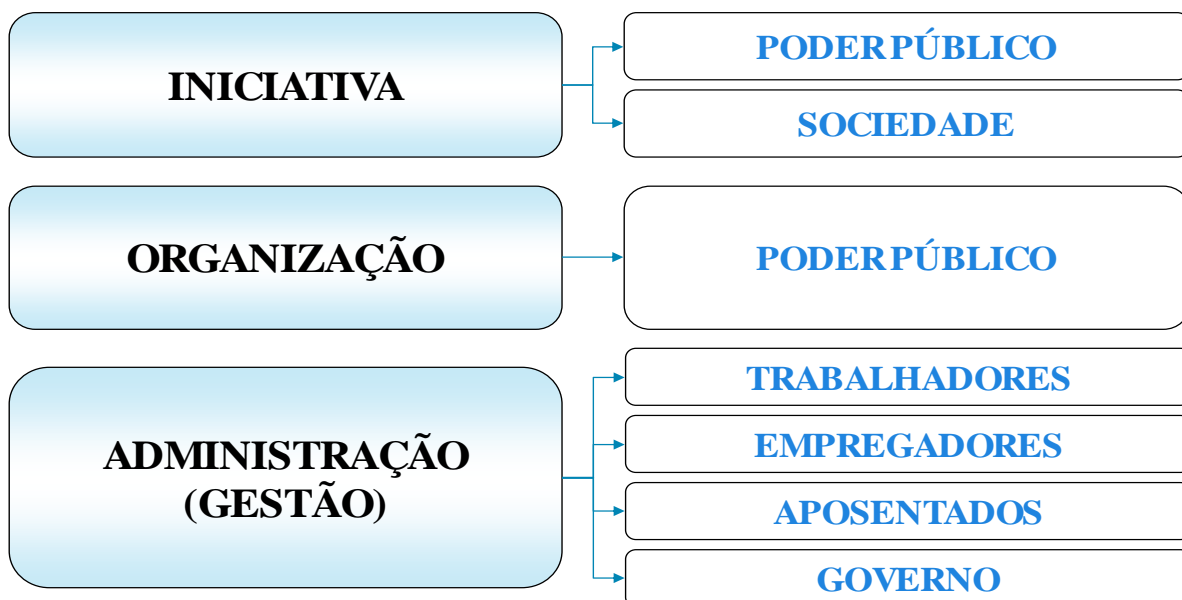 INICIATIVA
PODER PÚBLICO
SOCIEDADE
ORGANIZAÇÃO
PODER PÚBLICO
ADMINISTRAÇÃO
(GESTÃO)
TRABALHADORES
EMPREGADORES
APOSENTADOS
GOVERNO